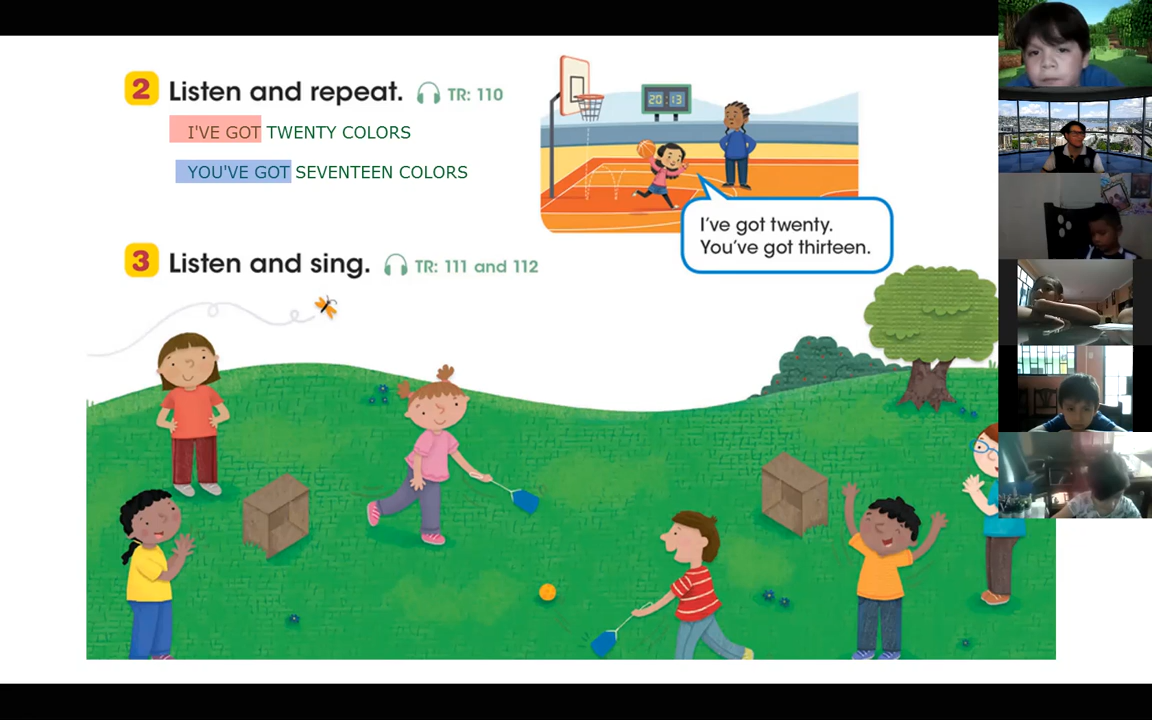 2 Listen and repeat. TR: 110
I'VE GOT TWENTY COLORS
YOU'VE GOT SEVENTEEN COLORS
20:13
I've got twenty.
You've got thirteen.
3 Listen and sing. TR: 111 and 112